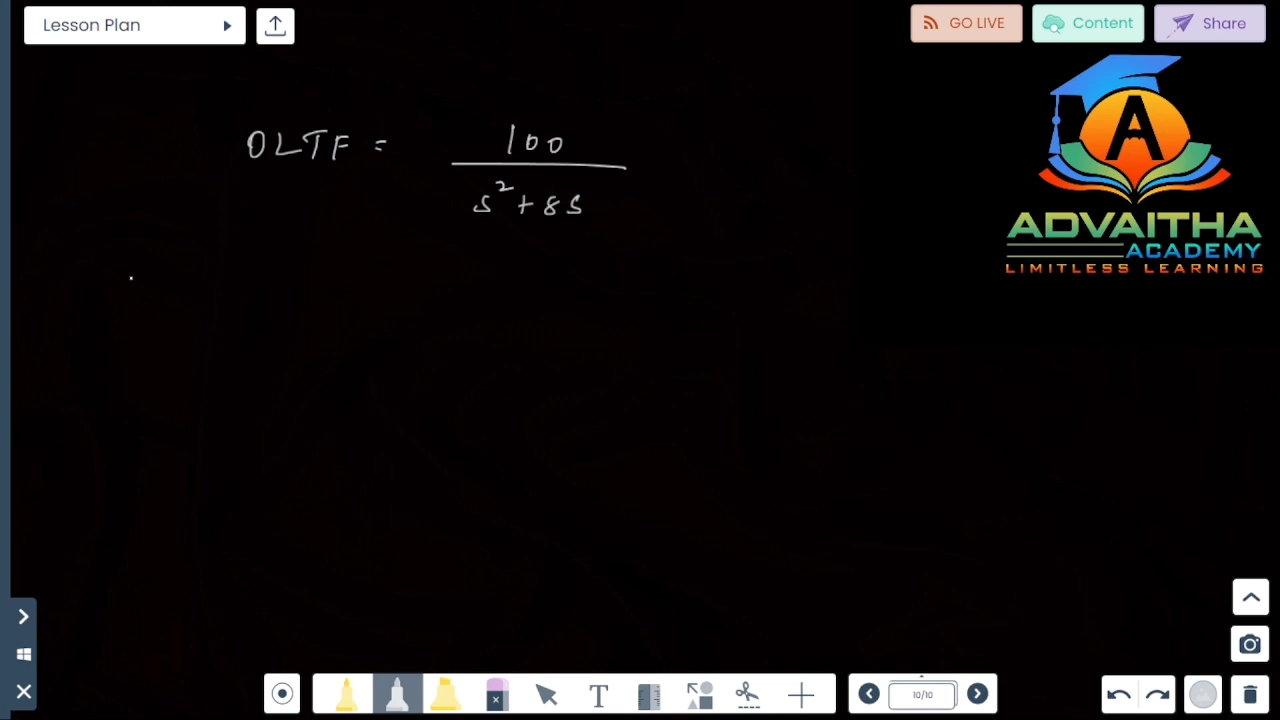 Lesson Plan
GO LIVE
Content
Share
OLTF = 100 / s² + 8s
A
ADVAITHA
ACADEMY
LIMITLESS LEARNING
T
10/10